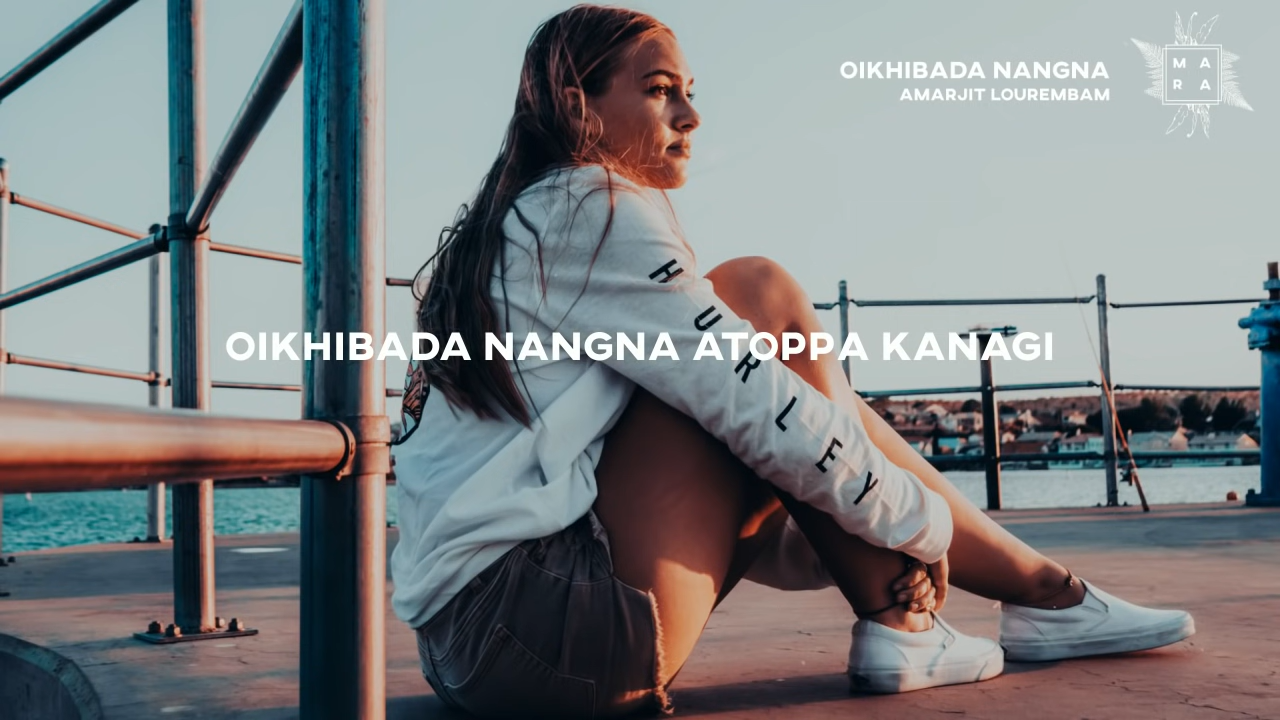 OIKHIBADA NANGNA
AMARJIT LOUREMBAM
M A
R A
OIKHIBADA NANGNA ATOPPA KANAGI
HURLEY